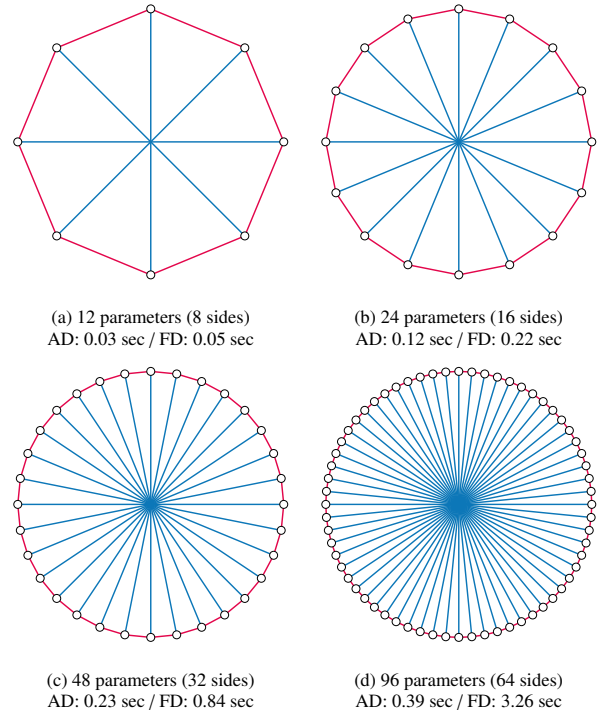 (a) 12 parameters (8 sides)
AD: 0.03 sec / FD: 0.05 sec
(b) 24 parameters (16 sides)
AD: 0.12 sec / FD: 0.22 sec
(c) 48 parameters (32 sides)
AD: 0.23 sec / FD: 0.84 sec
(d) 96 parameters (64 sides)
AD: 0.39 sec / FD: 3.26 sec